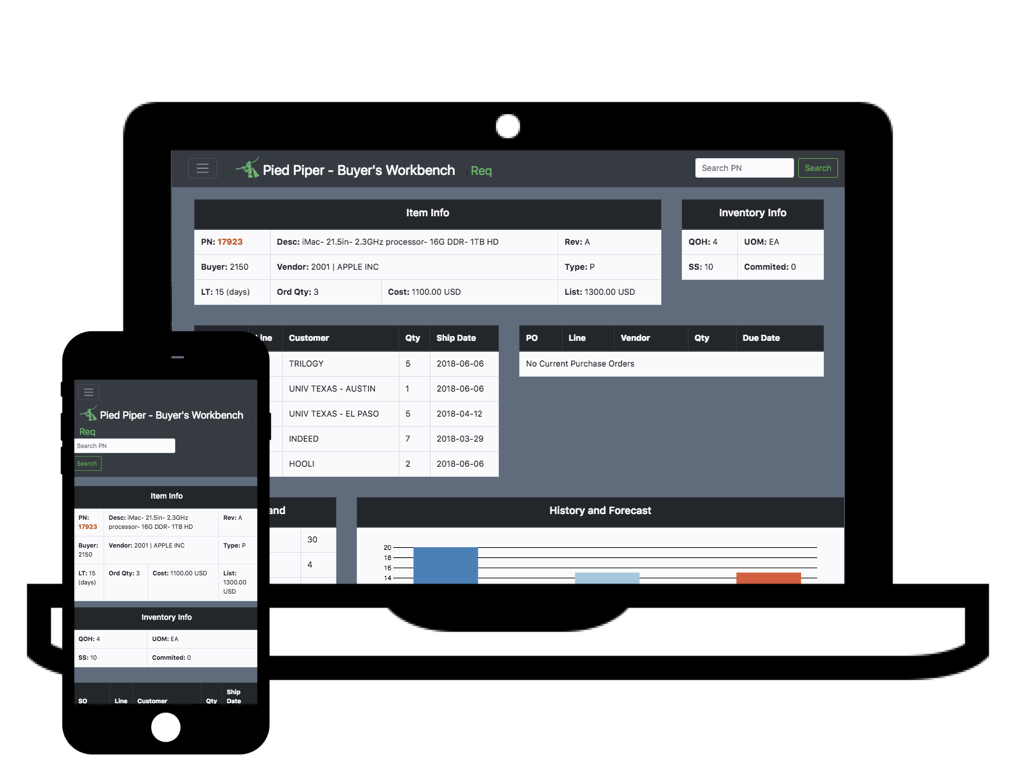 Pied Piper - Buyer's Workbench Req Search PN Search
Item Info
PN: 17923 Desc: iMac- 21.5in- 2.3GHz processor- 16G DDR- 1TB HD Rev: A
Buyer: 2150 Vendor: 2001 | APPLE INC Type: P
LT: 15 (days) Ord Qty: 3 Cost: 1100.00 USD List: 1300.00 USD
Inventory Info
QOH: 4 UOM: EA
SS: 10 Commited: 0
Customer Qty Ship Date
TRILOGY 5 2018-06-06
UNIV TEXAS - AUSTIN 1 2018-06-06
UNIV TEXAS - EL PASO 5 2018-04-12
INDEED 7 2018-03-29
HOOLI 2 2018-06-06
PO Line Vendor Qty Due Date
No Current Purchase Orders
30
4
History and Forecast
20
18
16
14
Pied Piper - Buyer's Workbench
Req
Search PN
Search
Item Info
PN: Desc: iMac- 21.5in- 2.3GHz Rev: A
17923 processor- 16G DDR- 1TB HD
Buyer: Vendor: 2001 | APPLE INC Type: P
2150
LT: 15 Ord Qty: 3 Cost: 1100.00 USD List:
(days) 1300.00
USD
Inventory Info
QOH: 4 UOM: EA
SS: 10 Commited: 0
Ship
SO Line Customer Qty Date